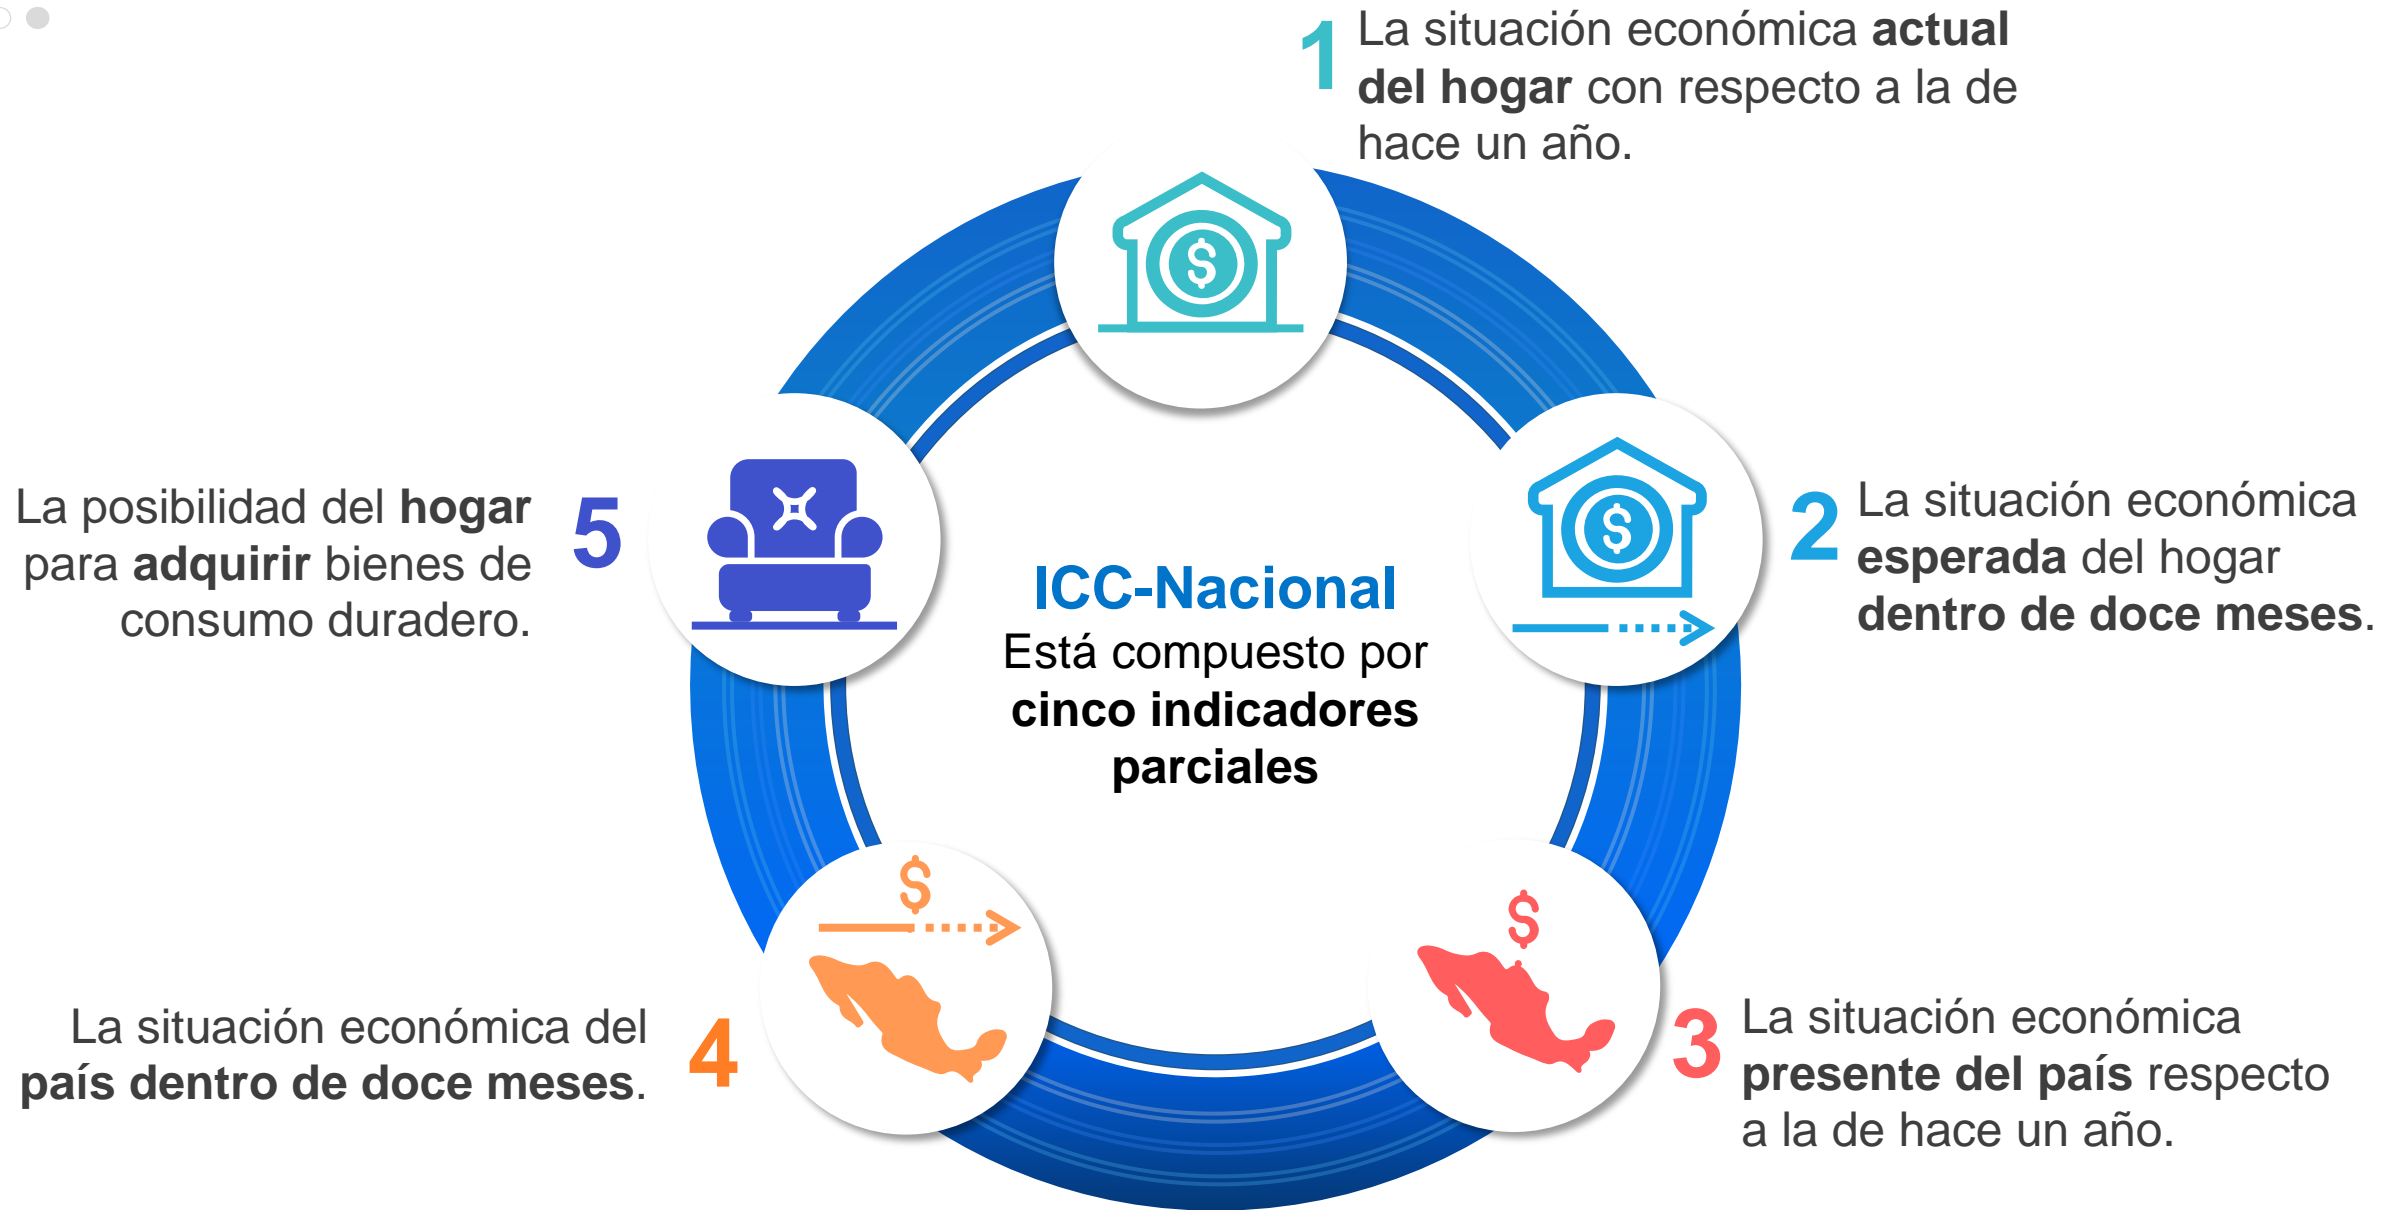 1
La situación económica actual
del hogar con respecto a la de
hace un año.
2
La situación económica
esperada del hogar
dentro de doce meses.
3
La situación económica
presente del país respecto
a la de hace un año.
4
La situación económica del
país dentro de doce meses.
5
La posibilidad del hogar
para adquirir bienes de
consumo duradero.
ICC-Nacional
Está compuesto por
cinco indicadores
parciales
$
$
$
$